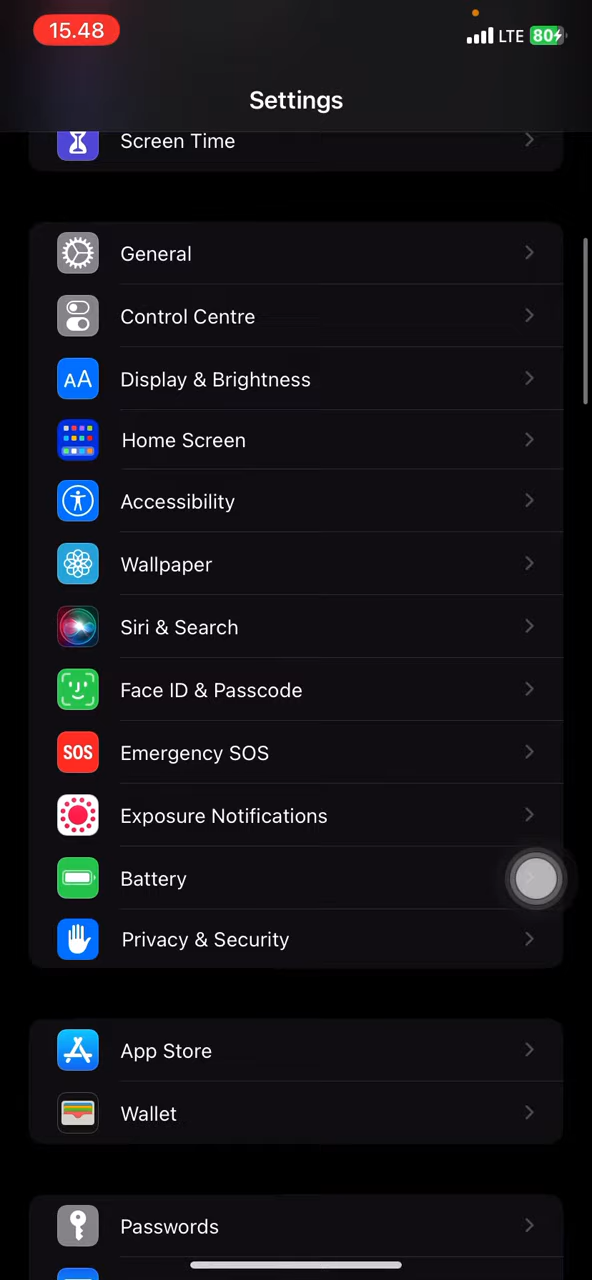 15.48
LTE 80
Settings
Screen Time
General
Control Centre
AA Display & Brightness
Home Screen
Accessibility
Wallpaper
Siri & Search
Face ID & Passcode
SOS Emergency SOS
Exposure Notifications
Battery
Privacy & Security
App Store
Wallet
Passwords